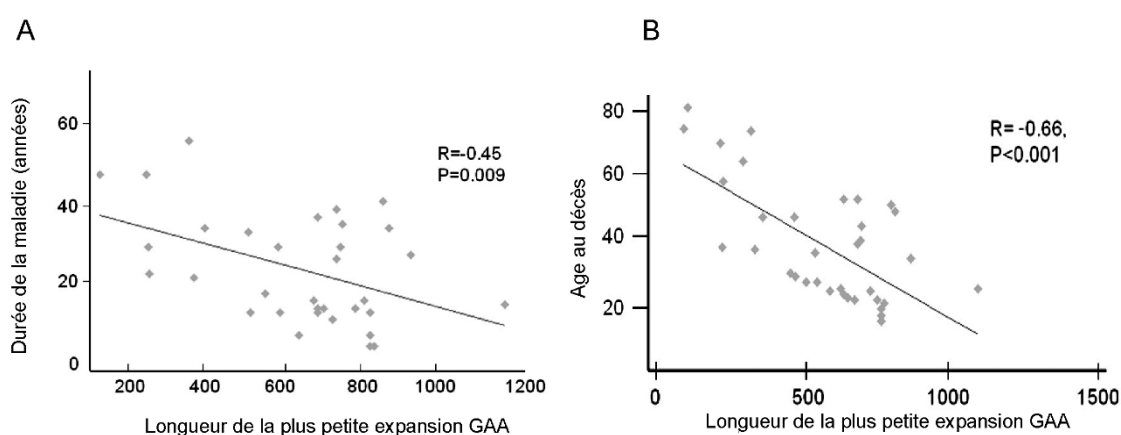 A
Durée de la maladie (années)
60
40
20
0
R=-0.45
P=0.009
200 400 600 800 1000 1200
Longueur de la plus petite expansion GAA
B
Age au décès
80
60
40
20
R= -0.66,
P<0.001
0 500 1000 1500
Longueur de la plus petite expansion GAA